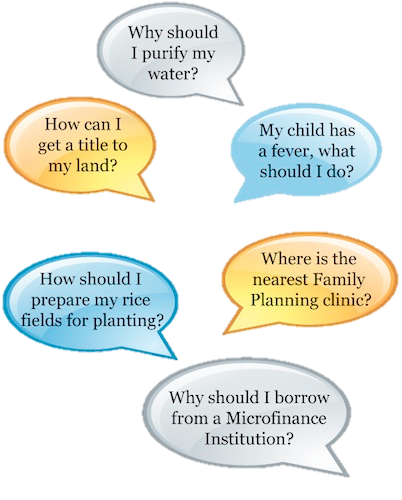 Why should
I purify my
water?
How can I
get a title to
my land?
My child has
a fever, what
should I do?
How should I
prepare my rice
fields for planting?
Where is the
nearest Family
Planning clinic?
Why should I borrow
from a Microfinance
Institution?